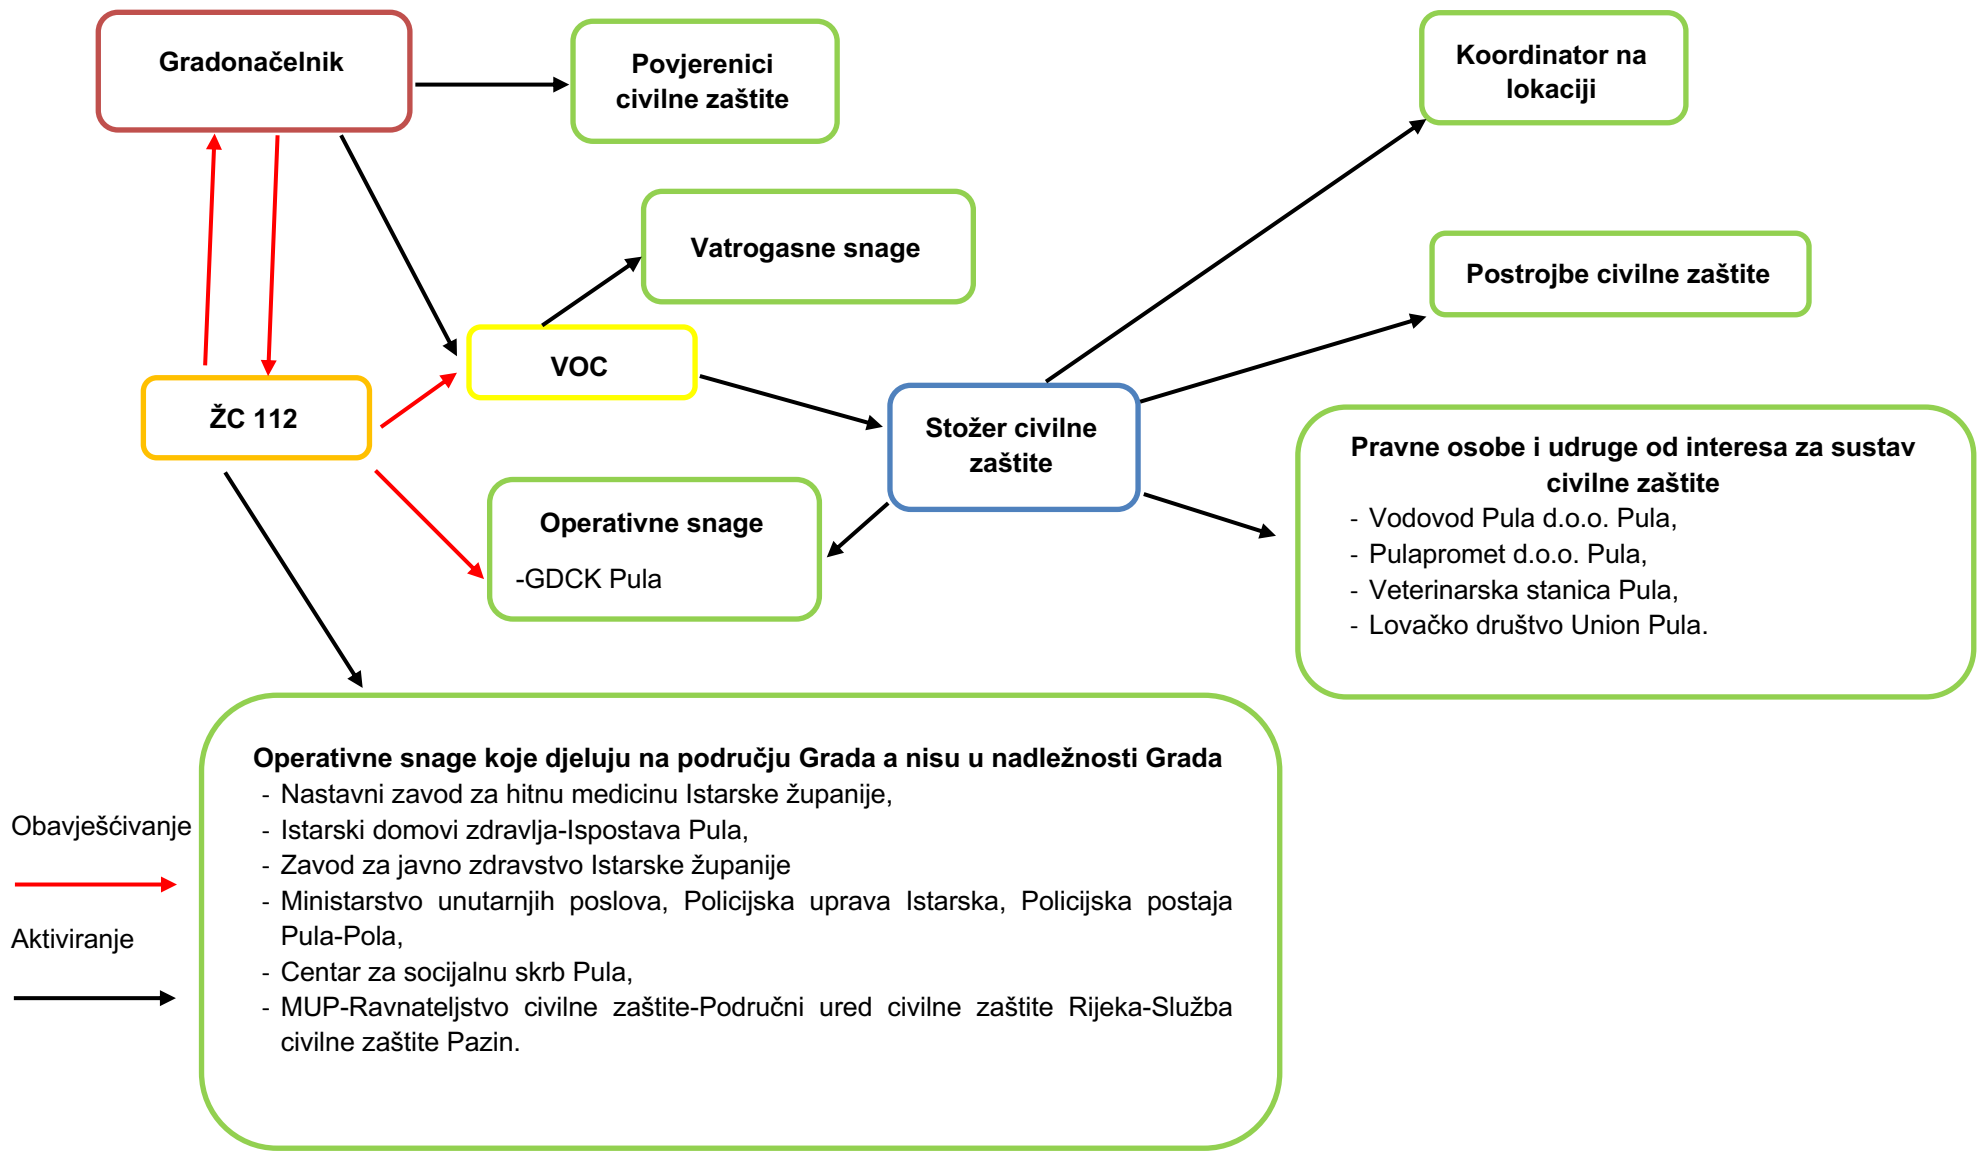 Gradonačelnik
Povjerenici
civilne zaštite
Koordinator na
lokaciji
Vatrogasne snage
Postrojbe civilne zaštite
VOC
ŽC 112
Stožer civilne
zaštite
Pravne osobe i udruge od interesa za sustav
civilne zaštite
- Vodovod Pula d.o.o. Pula,
- Pulapromet d.o.o. Pula,
- Veterinarska stanica Pula,
- Lovačko društvo Union Pula.
Operativne snage
-GDCK Pula
Operativne snage koje djeluju na području Grada a nisu u nadležnosti Grada
- Nastavni zavod za hitnu medicinu Istarske županije,
- Istarski domovi zdravlja-Ispostava Pula,
- Zavod za javno zdravstvo Istarske županije
- Ministarstvo unutarnjih poslova, Policijska uprava Istarska, Policijska postaja
Pula-Pola,
- Centar za socijalnu skrb Pula,
- MUP-Ravnateljstvo civilne zaštite-Područni ured civilne zaštite Rijeka-Služba
civilne zaštite Pazin.
Obavješćivanje
Aktiviranje